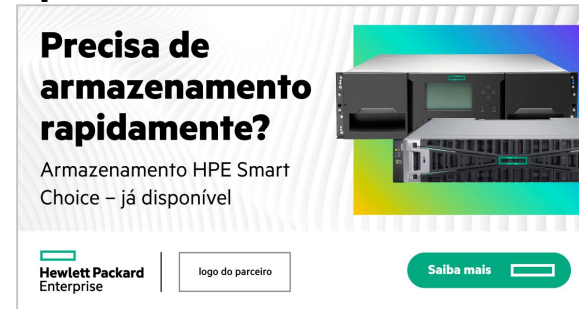 Precisa de
armazenamento
rapidamente?
Armazenamento HPE Smart
Choice – já disponível
Hewlett Packard
Enterprise
logo do parceiro
Saiba mais